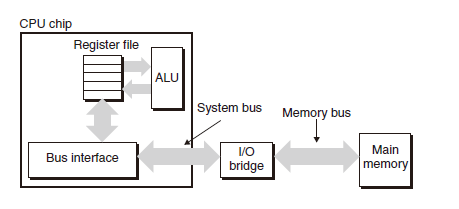 CPU chip
Register file
ALU
System bus
Memory bus
Bus interface
I/O
bridge
Main
memory